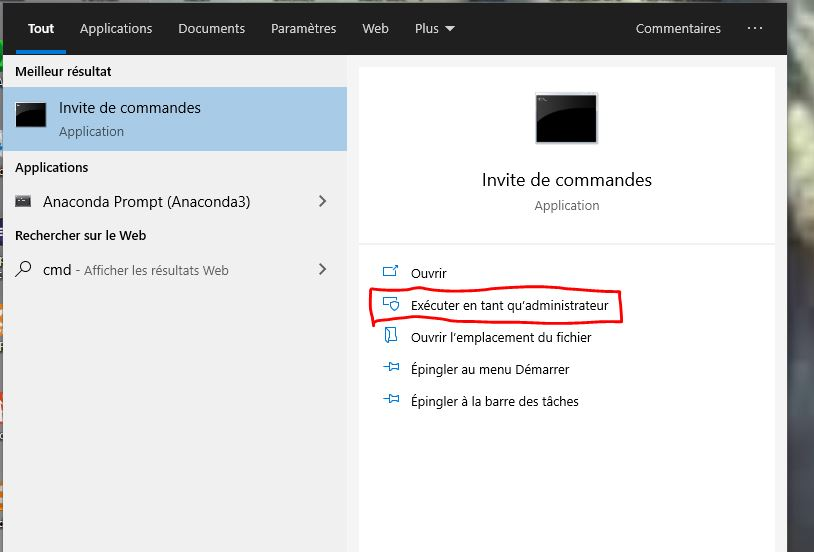 Tout Applications Documents Paramètres Web Plus Commentaires ...
Meilleur résultat
Invite de commandes
Application
Applications
Anaconda Prompt (Anaconda3)
Rechercher sur le Web
cmd - Afficher les résultats Web
Invite de commandes
Application
Ouvrir
Exécuter en tant qu'administrateur
Ouvrir l'emplacement du fichier
Épingler au menu Démarrer
Épingler à la barre des tâches